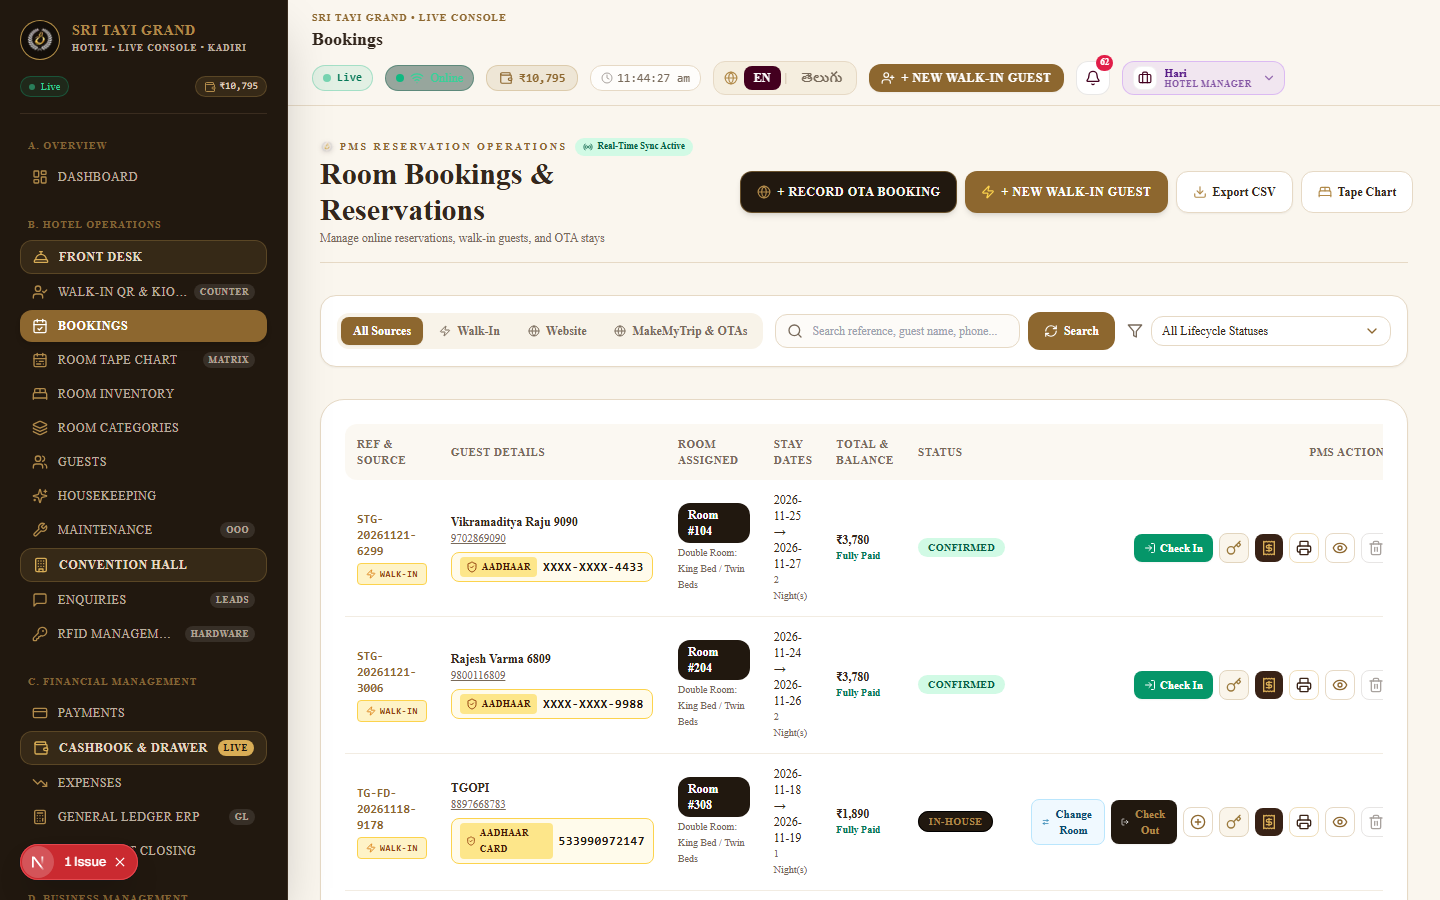 SRI TAYI GRAND
HOTEL • LIVE CONSOLE • KADIRI
Live
₹10,795
A. OVERVIEW
DASHBOARD
B. HOTEL OPERATIONS
FRONT DESK
WALK-IN QR & KIO... COUNTER
BOOKINGS
ROOM TAPE CHART MATRIX
ROOM INVENTORY
ROOM CATEGORIES
GUESTS
HOUSEKEEPING
MAINTENANCE OOO
CONVENTION HALL
ENQUIRIES LEADS
RFID MANAGEM... HARDWARE
C. FINANCIAL MANAGEMENT
PAYMENTS
CASHBOOK & DRAWER LIVE
EXPENSES
GENERAL LEDGER ERP GL
CLOSING
1 Issue
D. BUSINESS MANAGEMENT
SRI TAYI GRAND • LIVE CONSOLE
Bookings
Live
₹10,795
11:44:27 am
EN | తెలుగు
+ NEW WALK-IN GUEST
62
Hari
HOTEL MANAGER
PMS RESERVATION OPERATIONS Real-Time Sync Active
Room Bookings &
Reservations
Manage online reservations, walk-in guests, and OTA stays
+ RECORD OTA BOOKING
+ NEW WALK-IN GUEST
Export CSV
Tape Chart
All Sources Walk-In Website MakeMyTrip & OTAs
Search reference, guest name, phone...
Search
All Lifecycle Statuses
REF &
SOURCE
GUEST DETAILS
ROOM
ASSIGNED
STAY
DATES
TOTAL &
BALANCE
STATUS
PMS ACTION
STG-
20261121-
6299
WALK-IN
Vikramaditya Raju 9090
9702869090
AADHAAR XXXX-XXXX-4433
Room
#104
Double Room:
King Bed / Twin
Beds
2026-
11-25
→
2026-
11-27
2
Night(s)
₹3,780
Fully Paid
CONFIRMED
Check In
STG-
20261121-
3006
WALK-IN
Rajesh Varma 6809
9800116809
AADHAAR XXXX-XXXX-9988
Room
#204
Double Room:
King Bed / Twin
Beds
2026-
11-24
→
2026-
11-26
2
Night(s)
₹3,780
Fully Paid
CONFIRMED
Check In
TG-FD-
20261118-
9178
WALK-IN
TGOPI
8897668783
AADHAAR
CARD
533990972147
Room
#308
Double Room:
King Bed / Twin
Beds
2026-
11-18
→
2026-
11-19
1
Night(s)
₹1,890
Fully Paid
IN-HOUSE
Change
Room
Check
Out